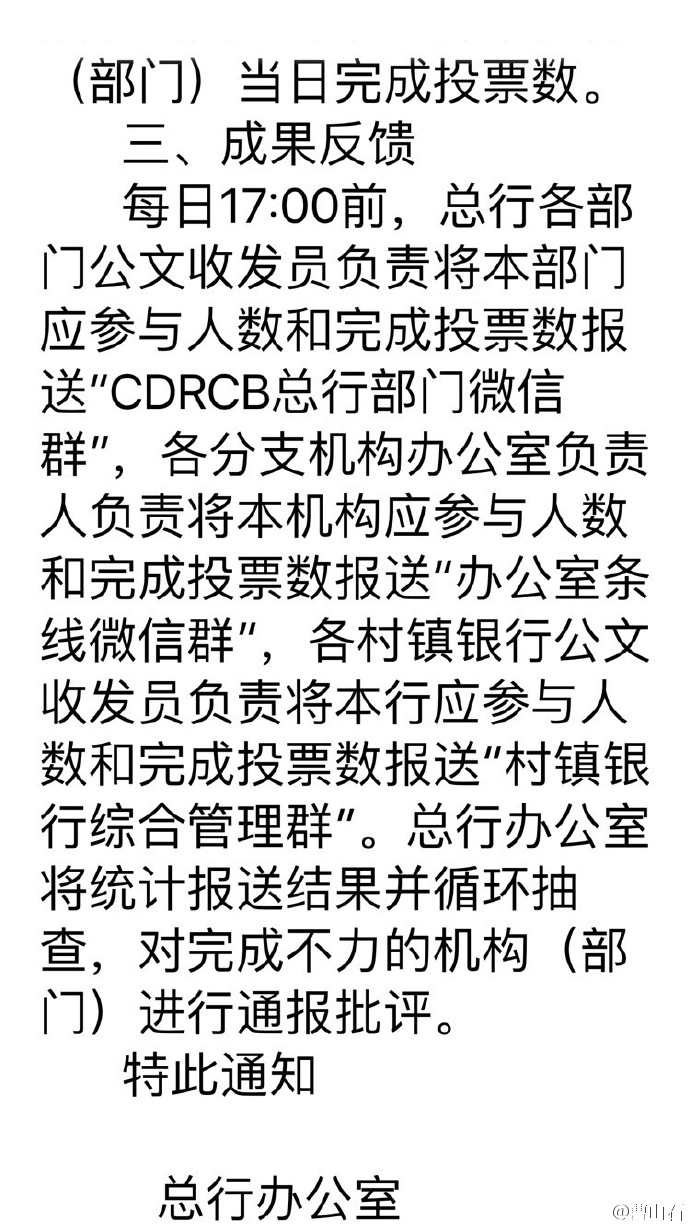 （部门）当日完成投票数。
三、成果反馈
每日17:00前，总行各部
门公文收发员负责将本部门
应参与人数和完成投票数报
送"CDRCB总行部门微信
群"，各分支机构办公室负责
人负责将本机构应参与人数
和完成投票数报送"办公室条
线微信群"，各村镇银行公文
收发员负责将本行应参与人
数和完成投票数报送"村镇银
行综合管理群"。总行办公室
将统计报送结果并循环抽
查，对完成不力的机构（部
门）进行通报批评。
特此通知
总行办公室